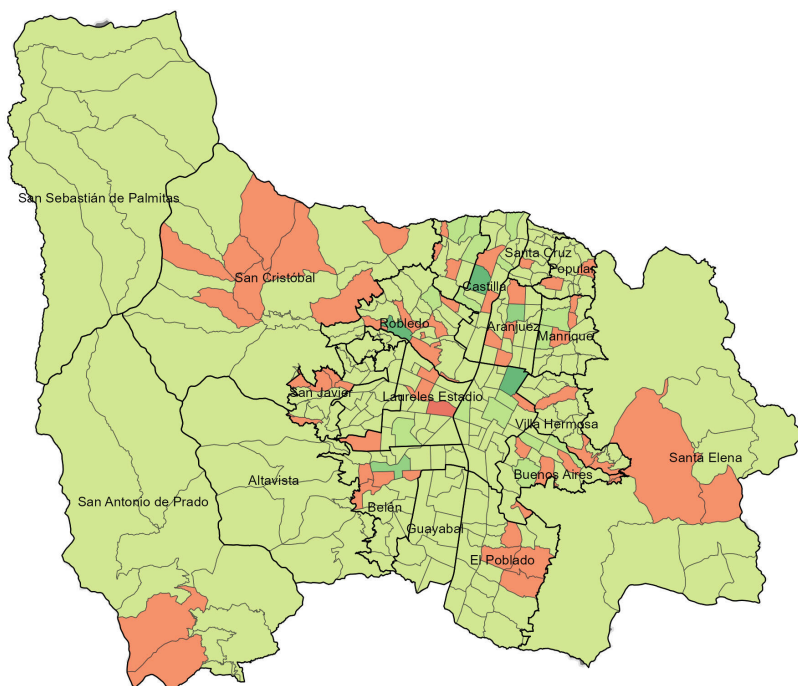 San Sebastián de Palmitas
San Cristóbal
Santa Cruz
Popular
Castilla
Robledo
Aranjuez
Manrique
San Javier
Laureles Estadio
Villa Hermosa
Santa Elena
Altavista
Buenos Aires
San Antonio de Prado
Belén
Guayabal
El Poblado